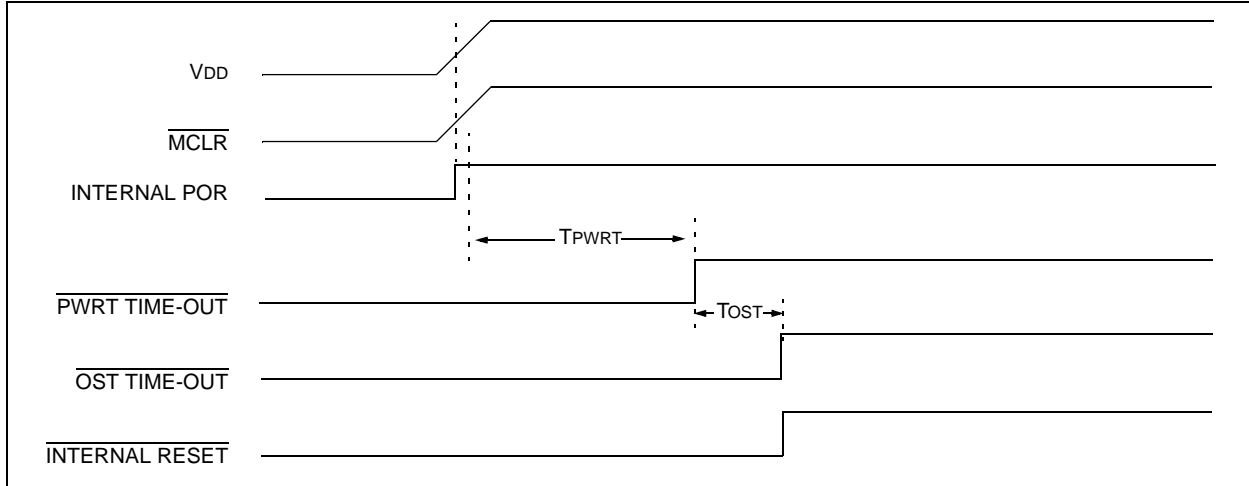 VDD
MCLR
INTERNAL POR
TPWRT
PWRT TIME-OUT
TOST
OST TIME-OUT
INTERNAL RESET